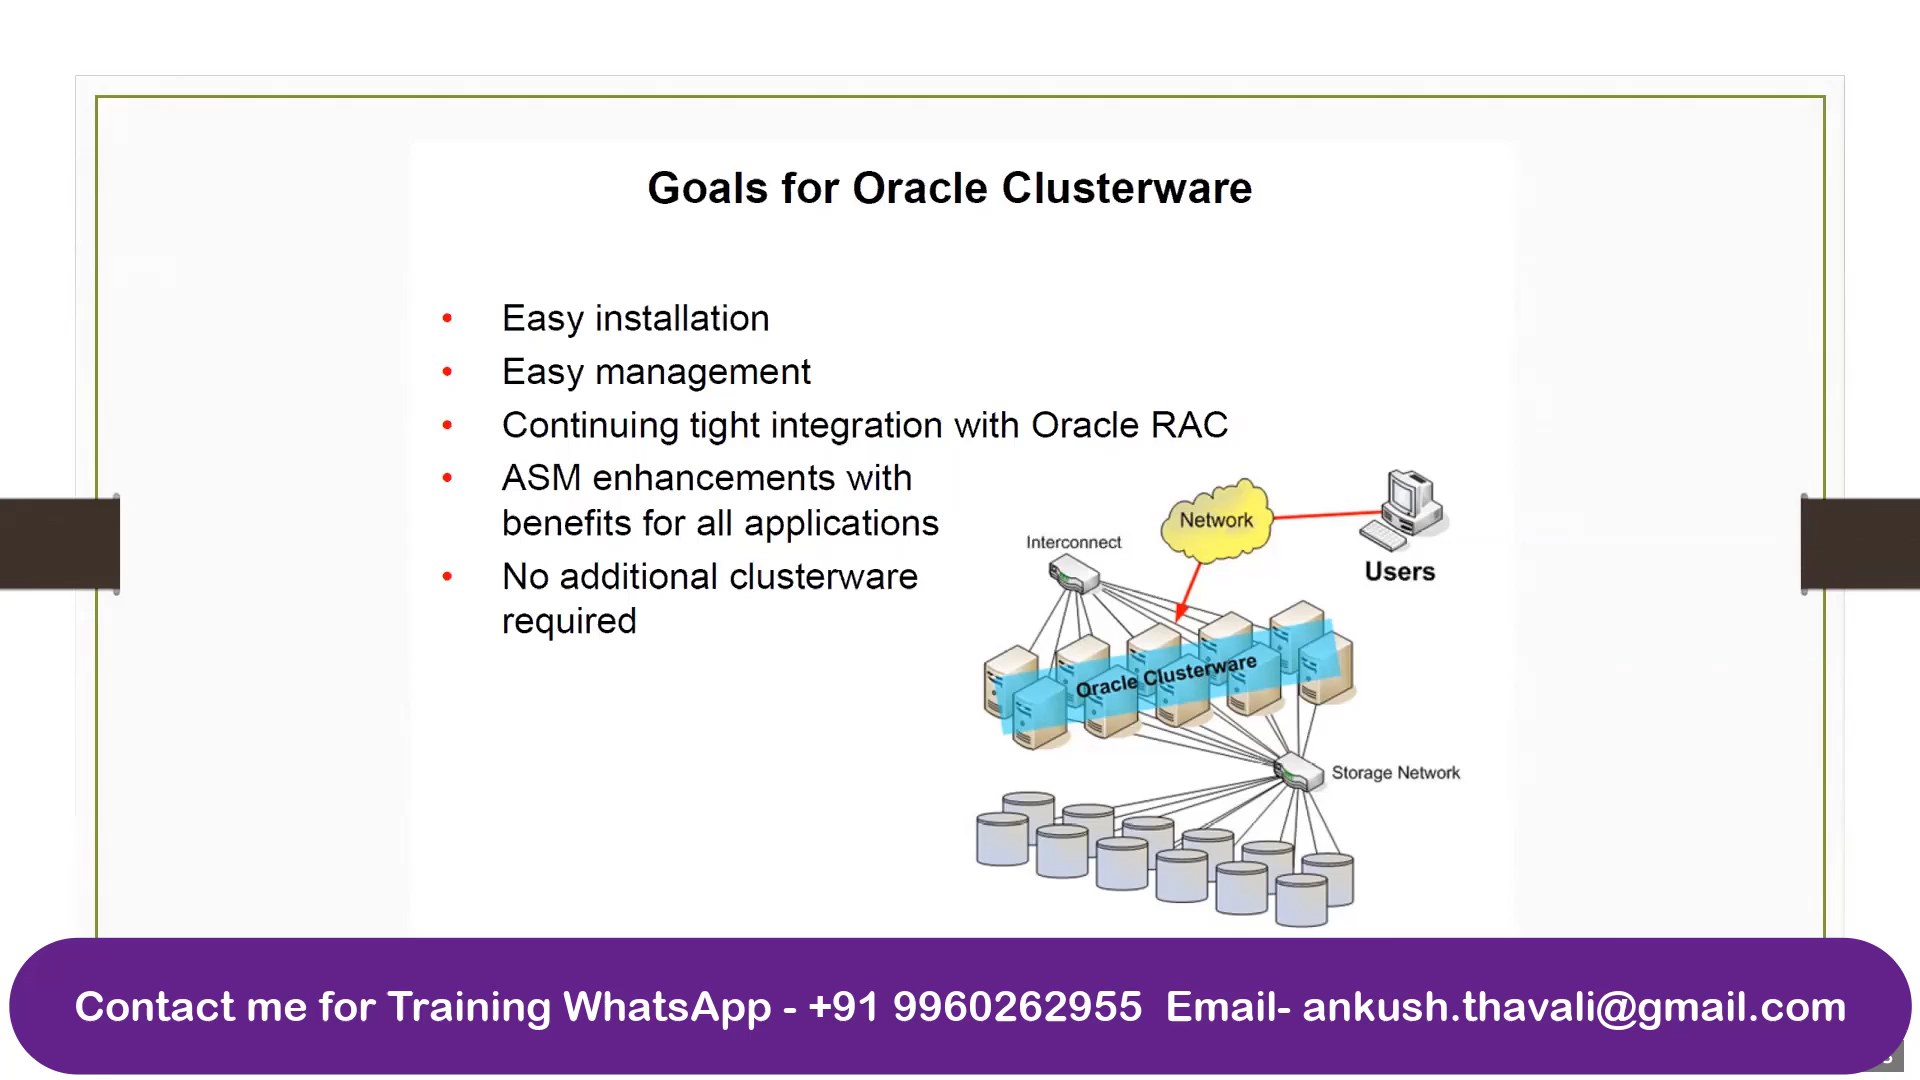 Goals for Oracle Clusterware
• Easy installation
• Easy management
• Continuing tight integration with Oracle RAC
• ASM enhancements with
benefits for all applications
• No additional clusterware
required
Network
Interconnect
Users
Oracle Clusterware
Storage Network
Contact me for Training WhatsApp - +91 9960262955 Email- ankush.thavali@gmail.com